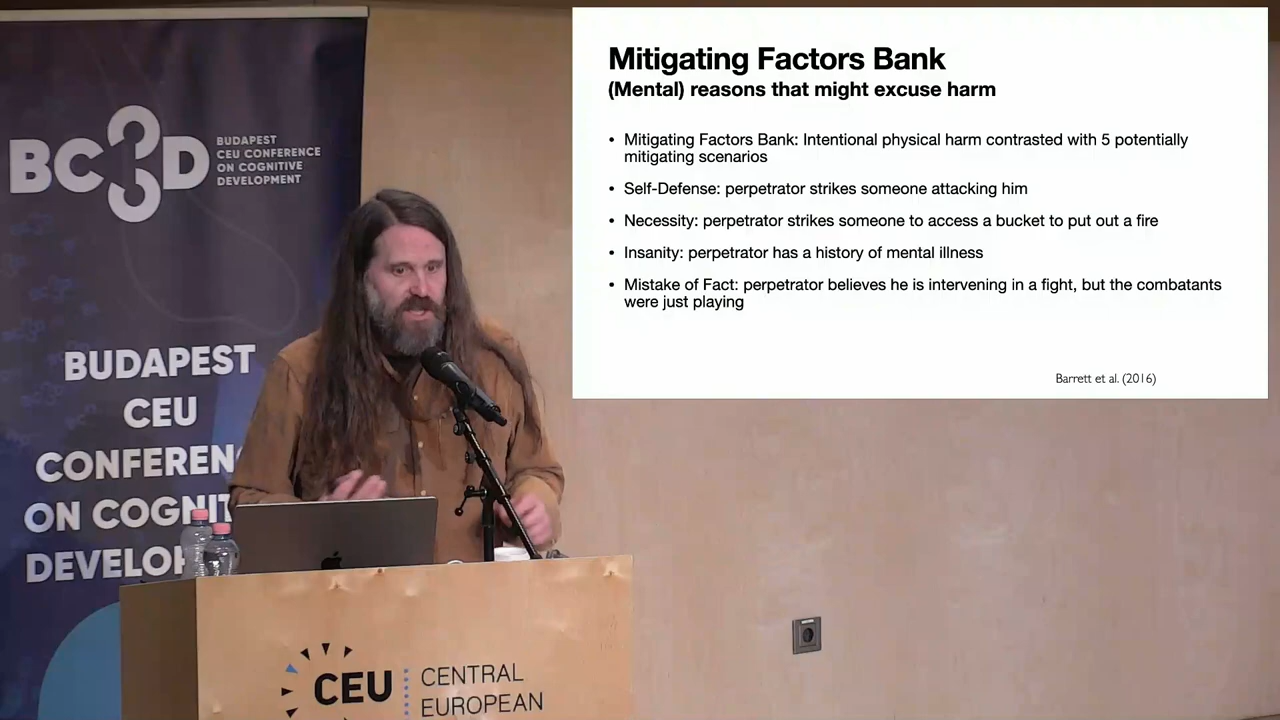 BC3D
BUDAPEST
CEU CONFERENCE
ON COGNITIVE
DEVELOPMENT
BUDAPEST
CEU
CONFEREN
ON COGNIT
DEVELOP
Mitigating Factors Bank
(Mental) reasons that might excuse harm
• Mitigating Factors Bank: Intentional physical harm contrasted with 5 potentially
mitigating scenarios
• Self-Defense: perpetrator strikes someone attacking him
• Necessity: perpetrator strikes someone to access a bucket to put out a fire
• Insanity: perpetrator has a history of mental illness
• Mistake of Fact: perpetrator believes he is intervening in a fight, but the combatants
were just playing
Barrett et al. (2016)
CEU
CENTRAL
EUROPEAN